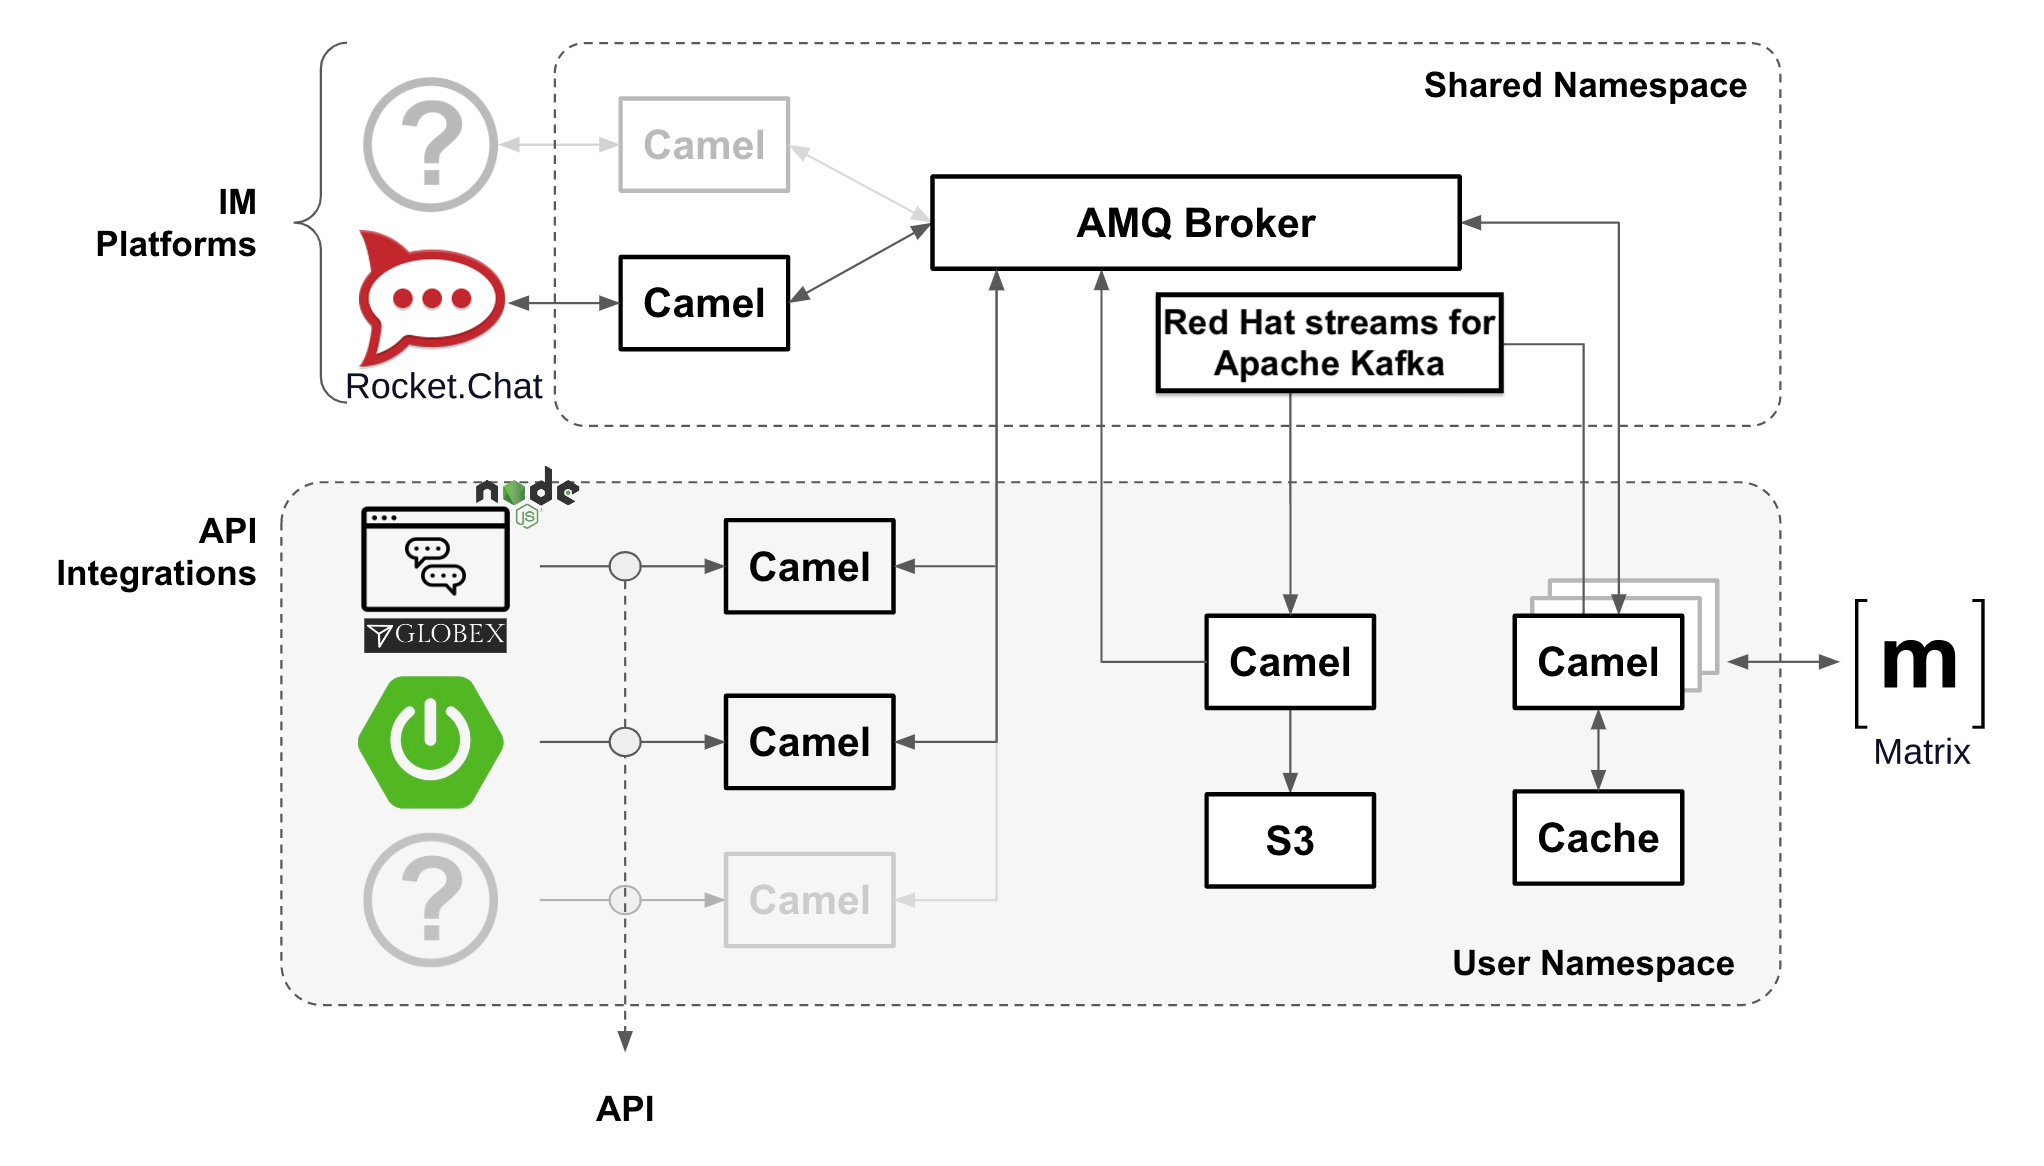 Shared Namespace
?
Camel
IM
Platforms
AMQ Broker
Camel
Red Hat streams for
Apache Kafka
Rocket.Chat
node
JS
API
Integrations
Camel
GLOBEX
Camel
Camel
m
Camel
Matrix
S3
Cache
?
Camel
User Namespace
API